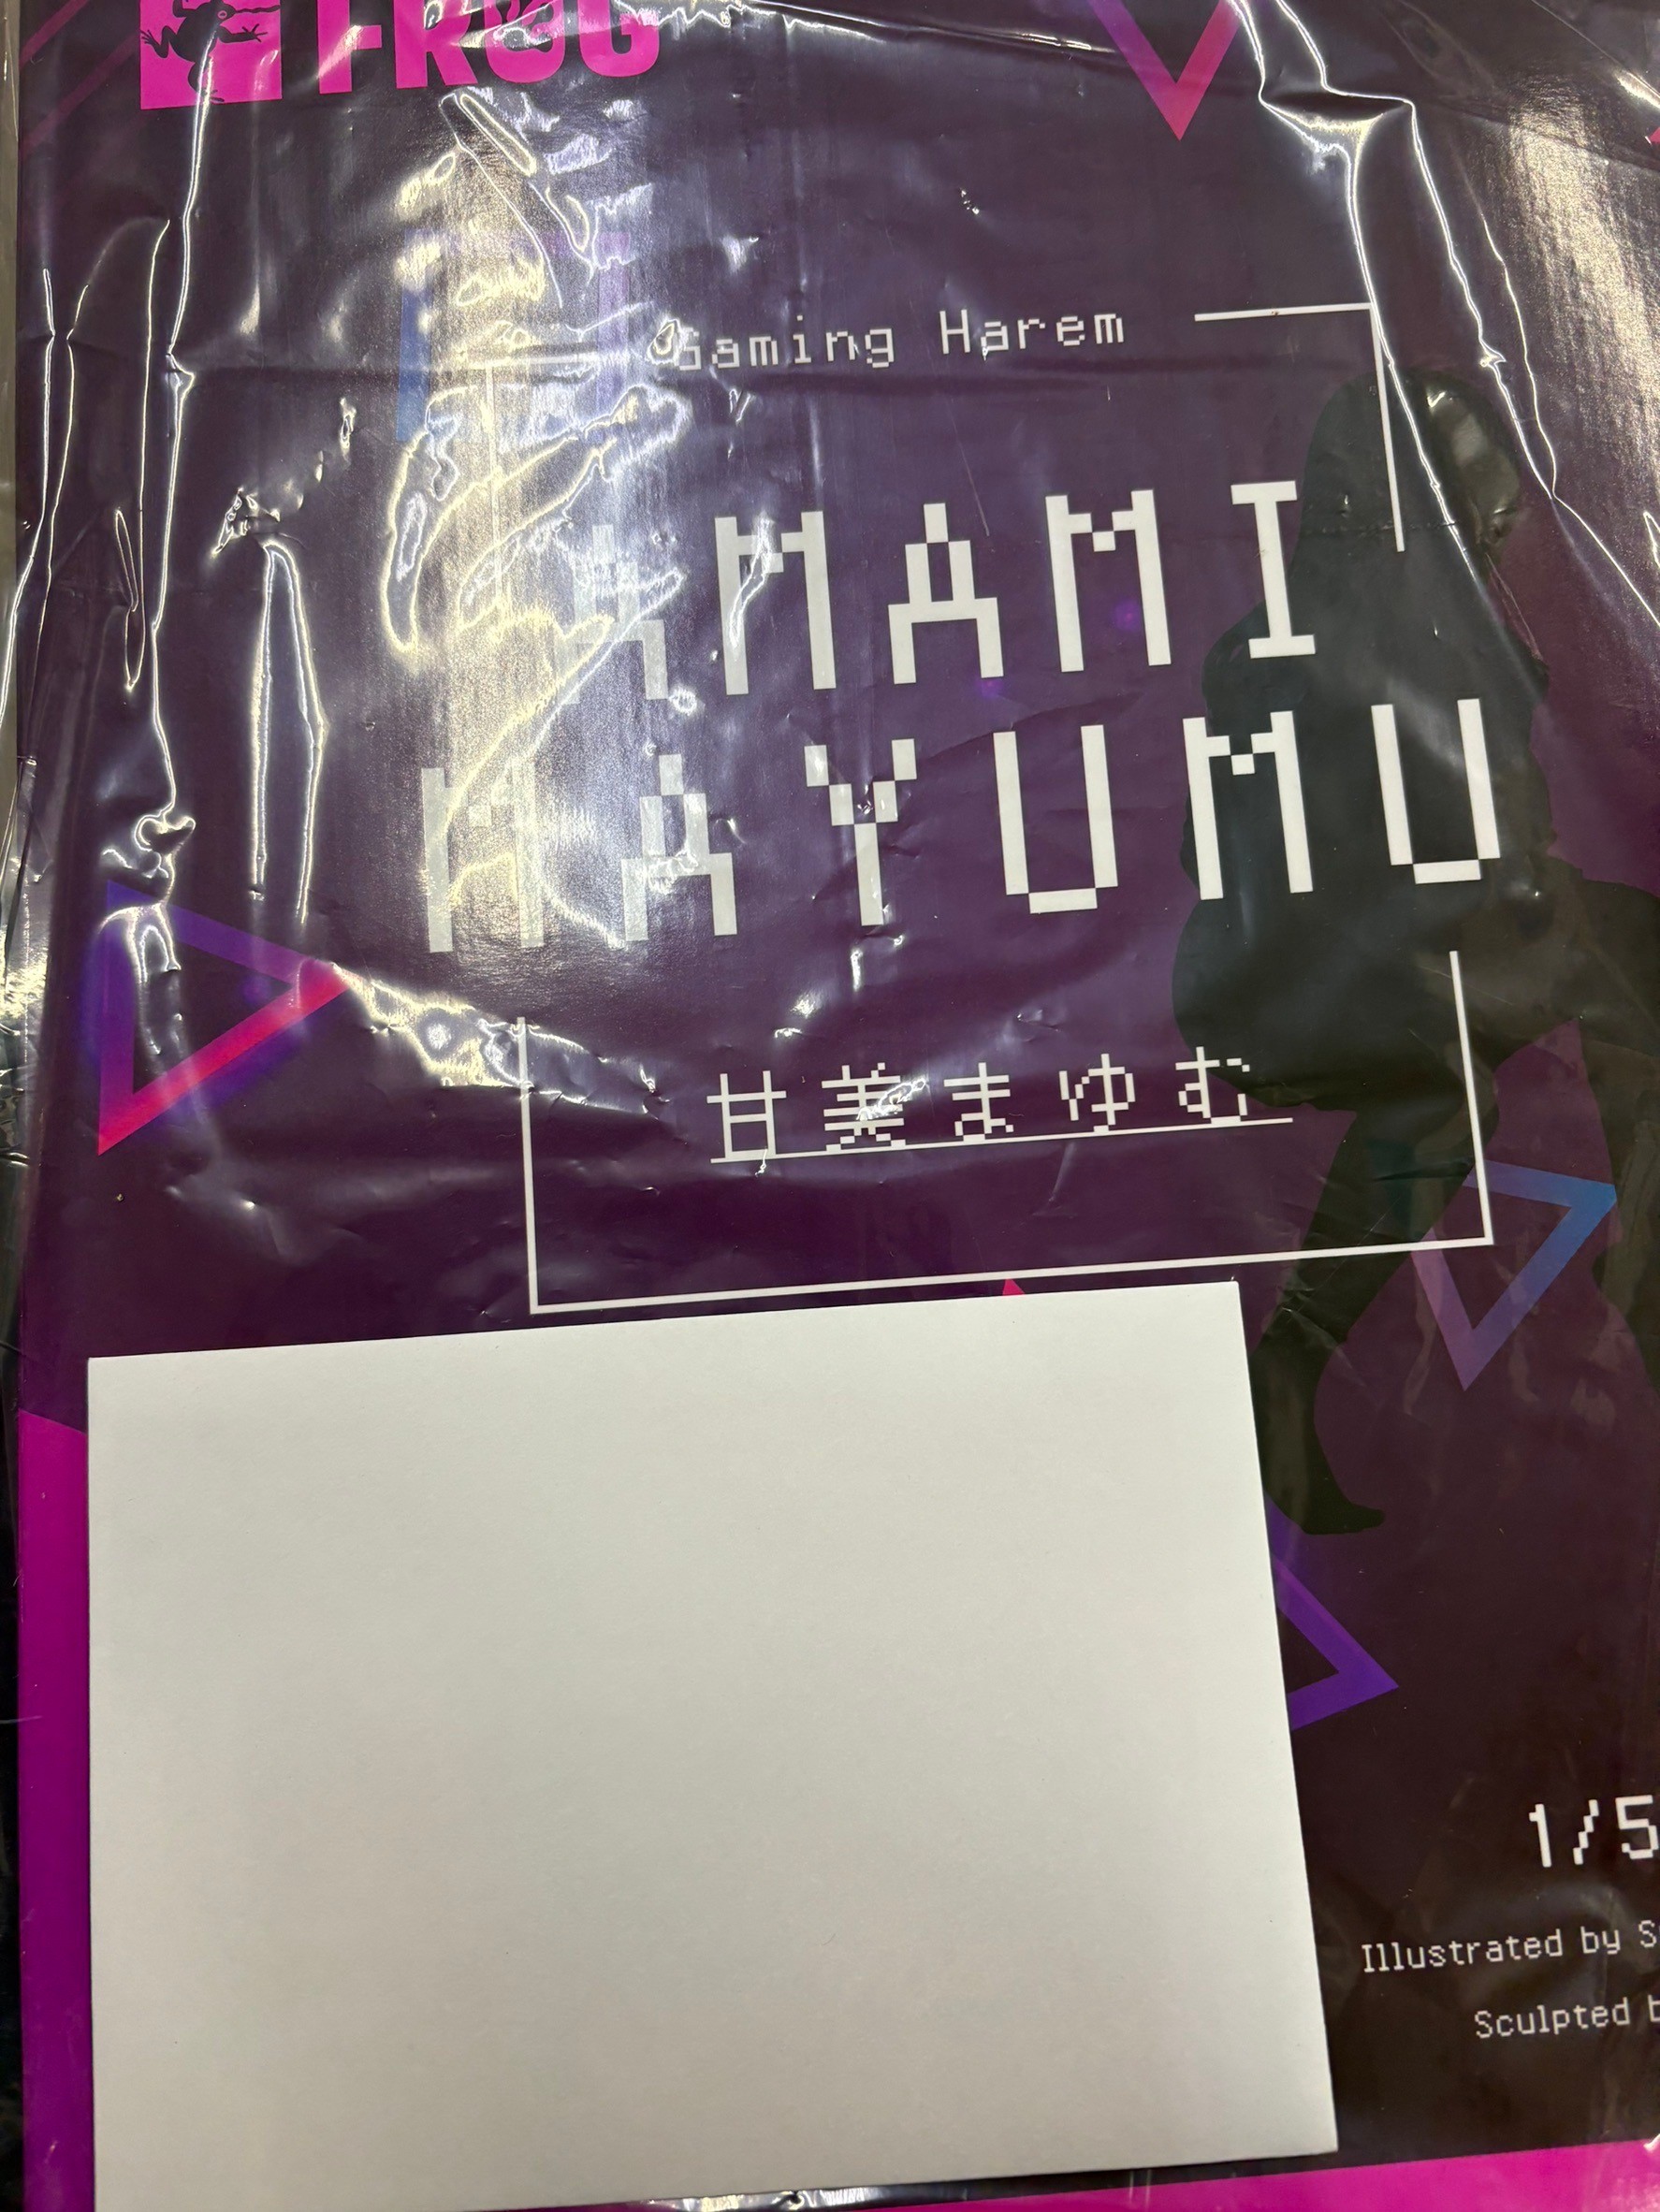 FROG
Gaming Harem
AMAMI
MAYUMU
甘美まゆむ
1/5
Illustrated by
Sculpted